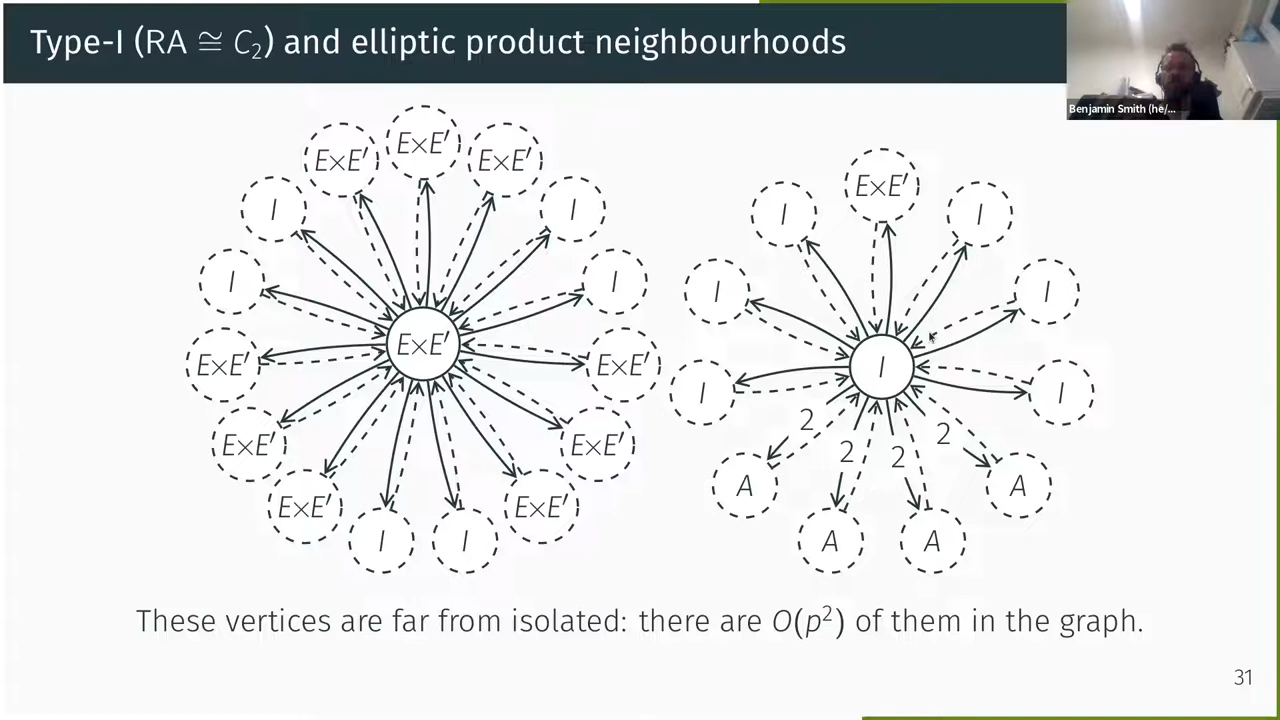 Type-I (RA ≅ C₂) and elliptic product neighbourhoods
Benjamin Smith (he/...
E×E′
E×E′
E×E′
I
I
I
I
E×E′
E×E′
E×E′
E×E′
E×E′
E×E′
E×E′
I
I
E×E′
E×E′
I
I
I
I
I
I
I
2
2
2
2
A
A
A
A
These vertices are far from isolated: there are O(p²) of them in the graph.
31